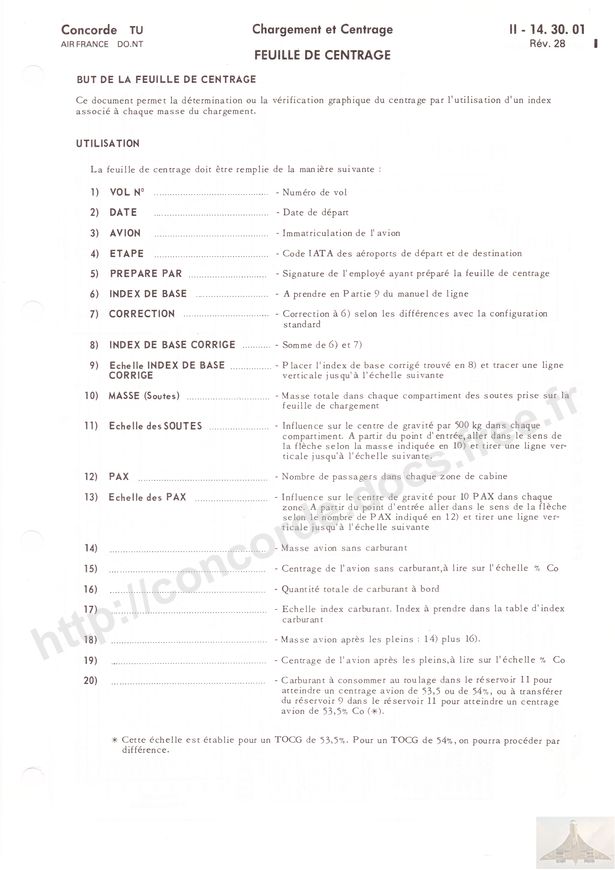 Concorde TU Chargement et Centrage II - 14. 30. 01
AIR FRANCE DO.NT Rév. 28
FEUILLE DE CENTRAGE
BUT DE LA FEUILLE DE CENTRAGE
Ce document permet la détermination ou la vérification graphique du centrage par l'utilisation d'un index
associé à chaque masse du chargement.
UTILISATION
La feuille de centrage doit être remplie de la manière suivante :
1) VOL N° ........ - Numéro de vol
2) DATE ........ - Date de départ
3) AVION ........ - Immatriculation de l'avion
4) ETAPE ........ - Code IATA des aéroports de départ et de destination
5) PREPARE PAR ........ - Signature de l'employé ayant préparé la feuille de centrage
6) INDEX DE BASE ........ - A prendre en Partie 9 du manuel de ligne
7) CORRECTION ........ - Correction à 6) selon les différences avec la configuration
standard
8) INDEX DE BASE CORRIGE ........ - Somme de 6) et 7)
9) Echelle INDEX DE BASE ........ - Placer l'index de base corrigé trouvé en 8) et tracer une ligne
CORRIGE verticale jusqu'à l'échelle suivante
10) MASSE (Soutes) ........ - Masse totale dans chaque compartiment des soutes prise sur la
feuille de chargement
11) Echelle des SOUTES ........ - Influence sur le centre de gravité par 500 kg dans chaque
compartiment. A partir du point d'entrée, aller dans le sens de
la flèche selon la masse indiquée en 10) et tirer une ligne ver-
ticale jusqu'à l'échelle suivante.
12) PAX ........ - Nombre de passagers dans chaque zone de cabine
13) Echelle des PAX ........ - Influence sur le centre de gravité pour 10 PAX dans chaque
zone. A partir du point d'entrée aller dans le sens de la flèche
selon le nombre de PAX indiqué en 12) et tirer une ligne ver-
ticale jusqu'à l'échelle suivante
14) ........ - Masse avion sans carburant
15) ........ - Centrage de l'avion sans carburant, à lire sur l'échelle % Co
16) ........ - Quantité totale de carburant à bord
17) ........ - Echelle index carburant. Index à prendre dans la table d'index
carburant
18) ........ - Masse avion après les pleins : 14) plus 16).
19) ........ - Centrage de l'avion après les pleins, à lire sur l'échelle % Co
20) ........ - Carburant à consommer au roulage dans le réservoir 11 pour
atteindre un centrage avion de 53,5 ou de 54%, ou à transférer
du réservoir 9 dans le réservoir 11 pour atteindre un centrage
avion de 53,5% Co (*).
* Cette échelle est établie pour un TOCG de 53,5%. Pour un TOCG de 54%, on pourra procéder par
différence.
http://concorde.docs.free.fr